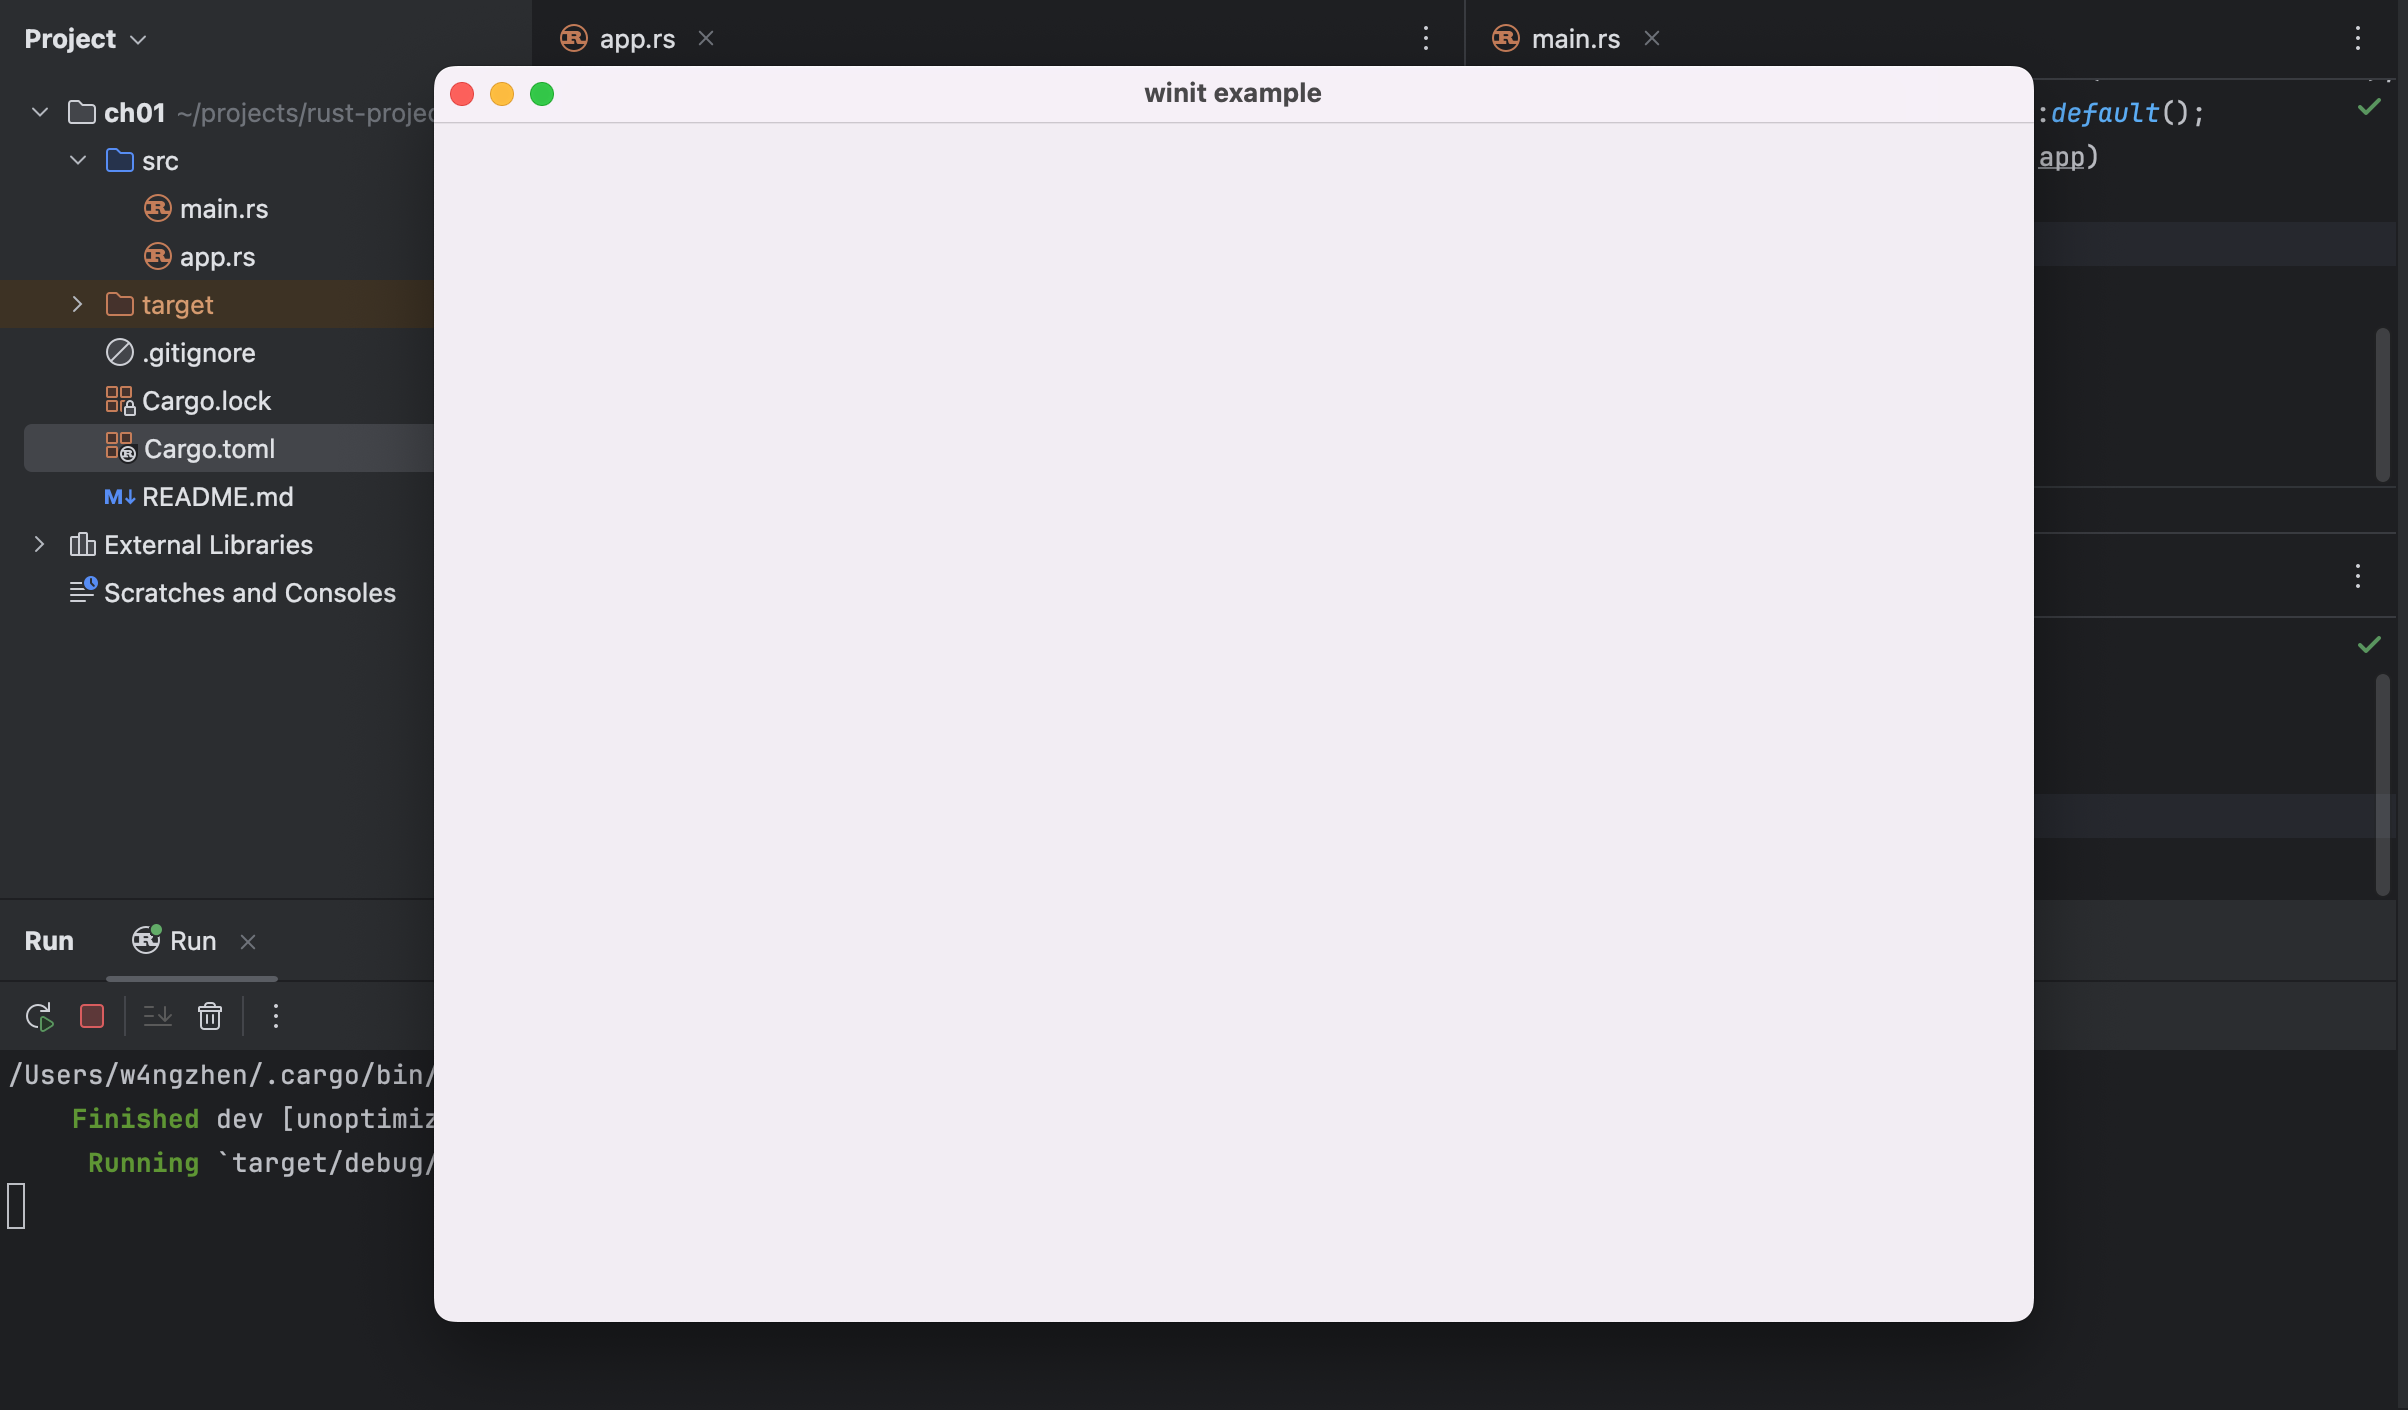 Project
app.rs
main.rs
winit example
ch01 ~/projects/rust-projec
src
main.rs
app.rs
target
.gitignore
Cargo.lock
Cargo.toml
README.md
External Libraries
Scratches and Consoles
:default();
app)
Run
Run
/Users/w4ngzhen/.cargo/bin/
Finished dev [unoptimiz
Running `target/debug/